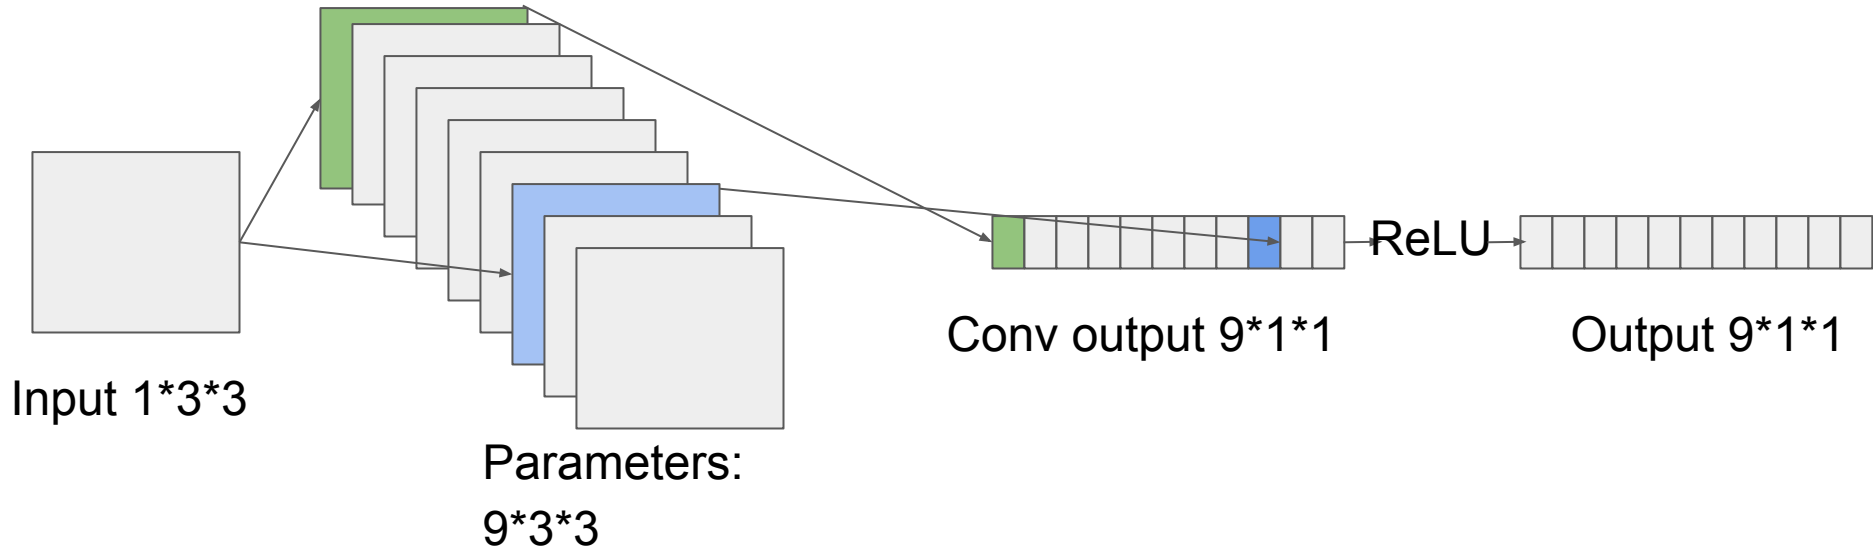 Input 1*3*3
Parameters:
9*3*3
Conv output 9*1*1
ReLU
Output 9*1*1